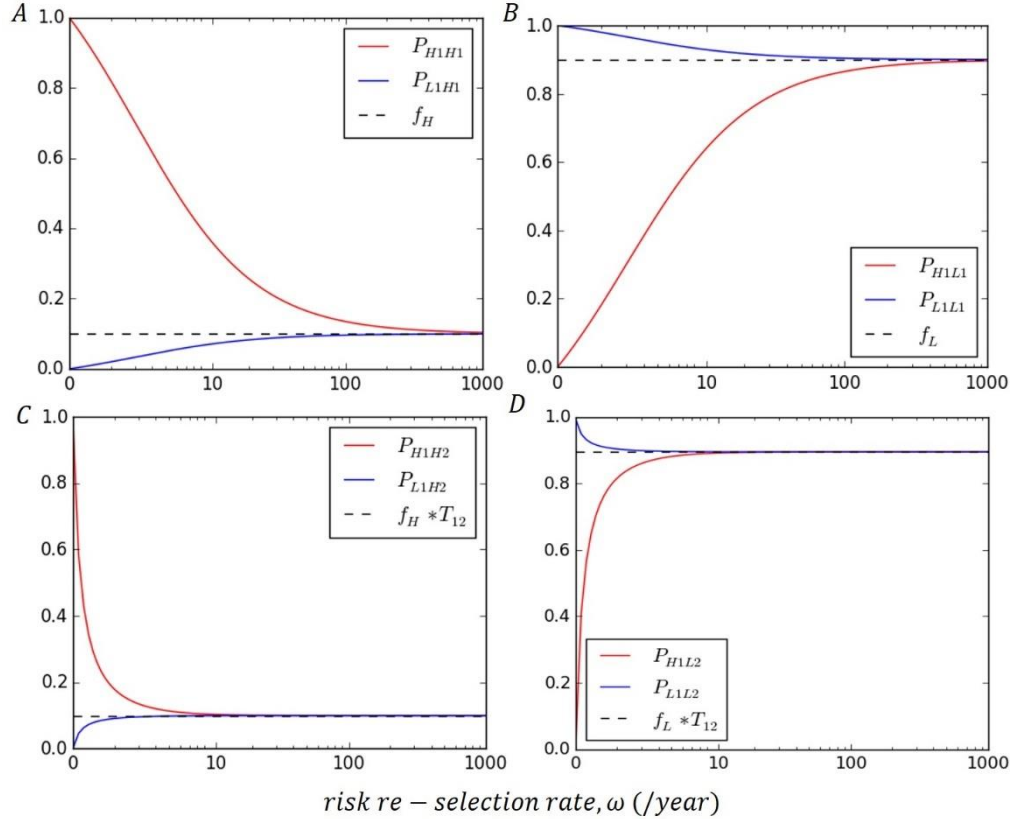 A
1.0
0.8
0.6
0.4
0.2
0.0
0 10 100 1000
P_{H1H1}
P_{L1H1}
f_H
B
1.0
0.8
0.6
0.4
0.2
0.0
0 10 100 1000
P_{H1L1}
P_{L1L1}
f_L
C
1.0
0.8
0.6
0.4
0.2
0.0
0 10 100 1000
P_{H1H2}
P_{L1H2}
f_H * T_{12}
D
1.0
0.8
0.6
0.4
0.2
0.0
0 10 100 1000
P_{H1L2}
P_{L1L2}
f_L * T_{12}
risk re − selection rate, ω (/year)